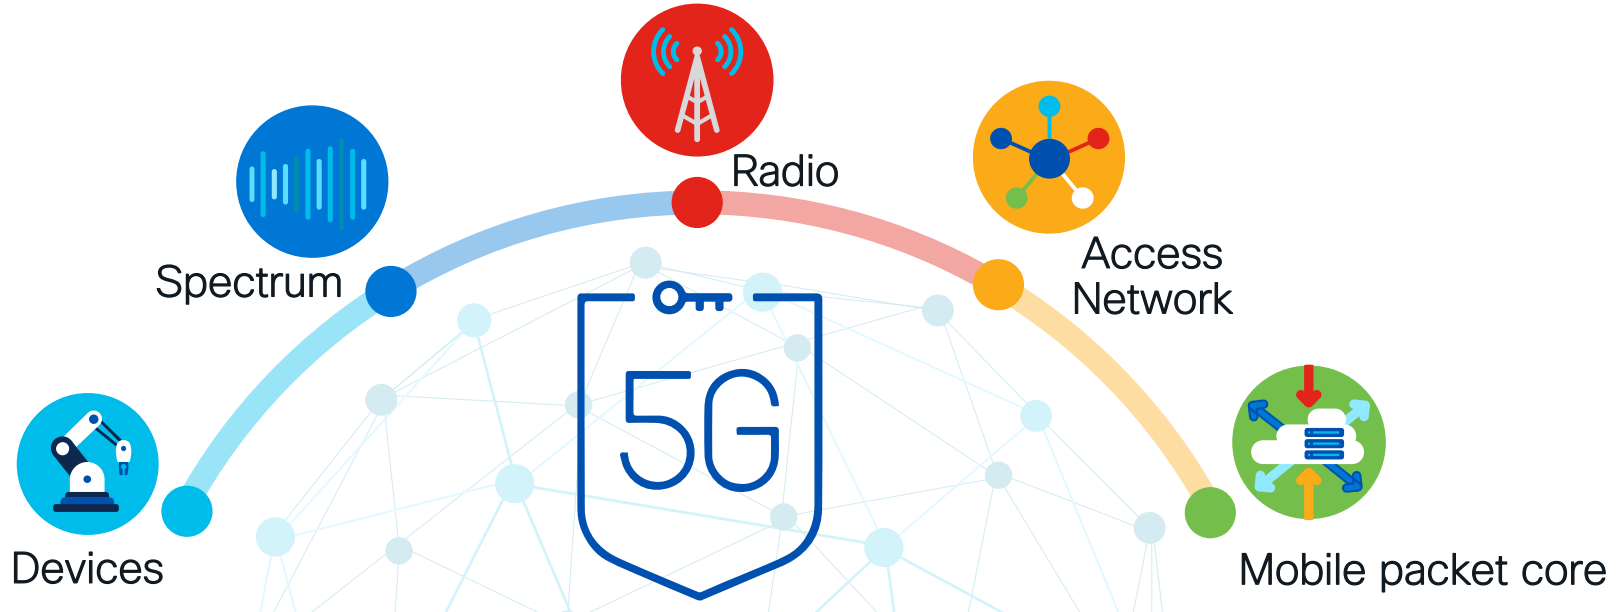 Radio
Access
Network
Spectrum
5G
Devices
Mobile packet core